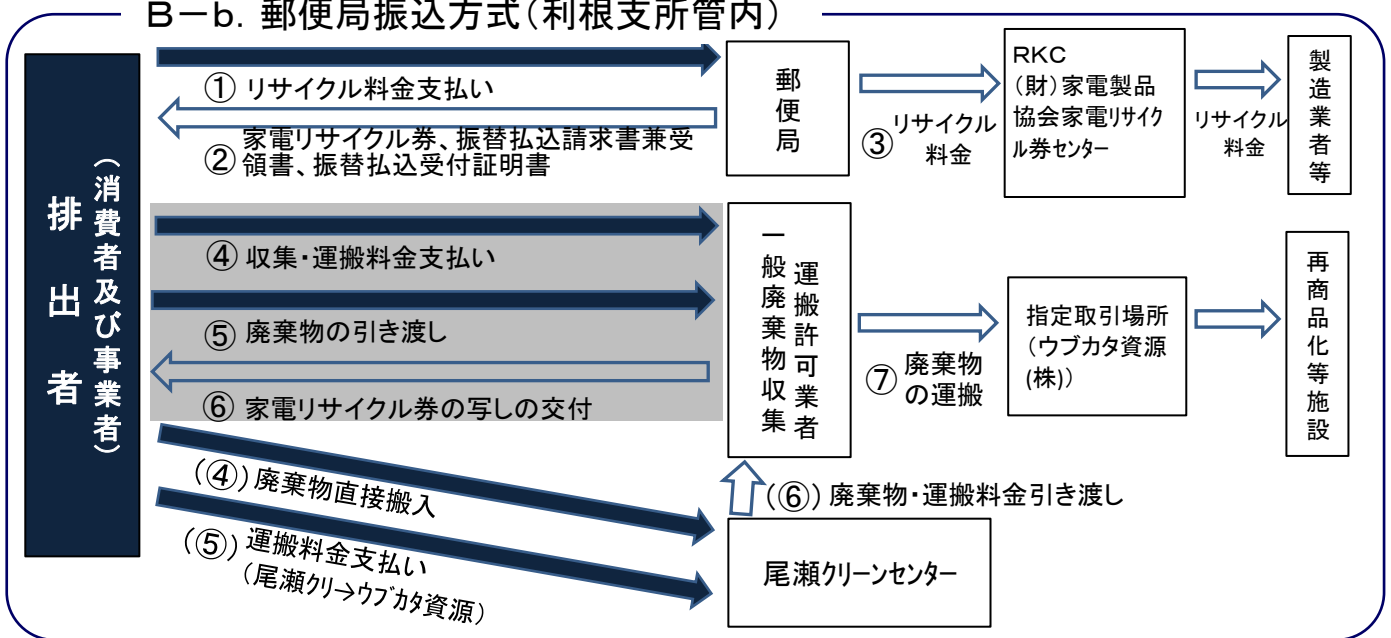 B－b. 郵便局振込方式（利根支所管内）
排出者
（消費者及び事業者）
① リサイクル料金支払い
② 家電リサイクル券、振替払込請求書兼受
領書、振替払込受付証明書
郵便局
③ リサイクル
料金
RKC
（財）家電製品
協会家電リサイク
ル券センター
リサイクル
料金
製造業者等
④ 収集・運搬料金支払い
⑤ 廃棄物の引き渡し
⑥ 家電リサイクル券の写しの交付
一般廃棄物収集
運搬許可業者
⑦ 廃棄物
の運搬
指定取引場所
（ウブカタ資源
(株)）
再商品化等施設
（④）廃棄物直接搬入
（⑤）運搬料金支払い
（尾瀬クリ→ウブカタ資源）
（⑥）廃棄物・運搬料金引き渡し
尾瀬クリーンセンター